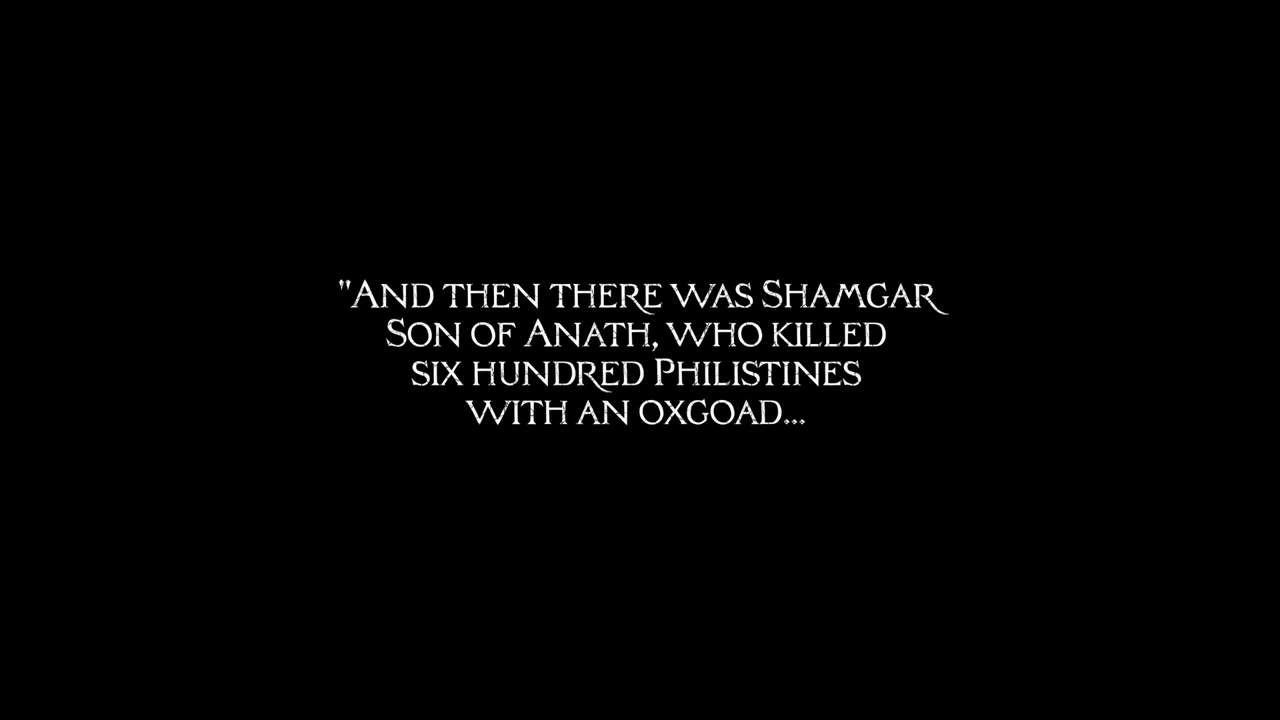 "And then there was Shamgar
Son of Anath, who killed
six hundred Philistines
with an oxgoad...